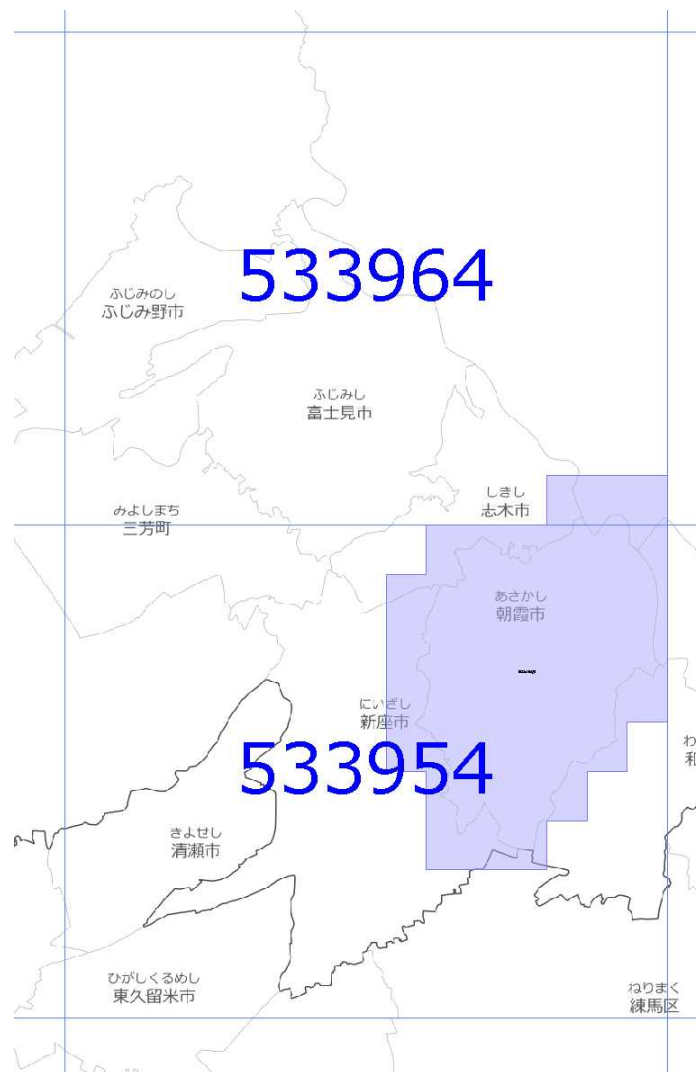 533964
ふじみのし
ふじみ野市
ふじみし
富士見市
しきし
志木市
みよしまち
三芳町
あさかし
朝霞市
にいざし
新座市
わ
和
533954
きよせし
清瀬市
ひがしくるめし
東久留米市
ねりまく
練馬区